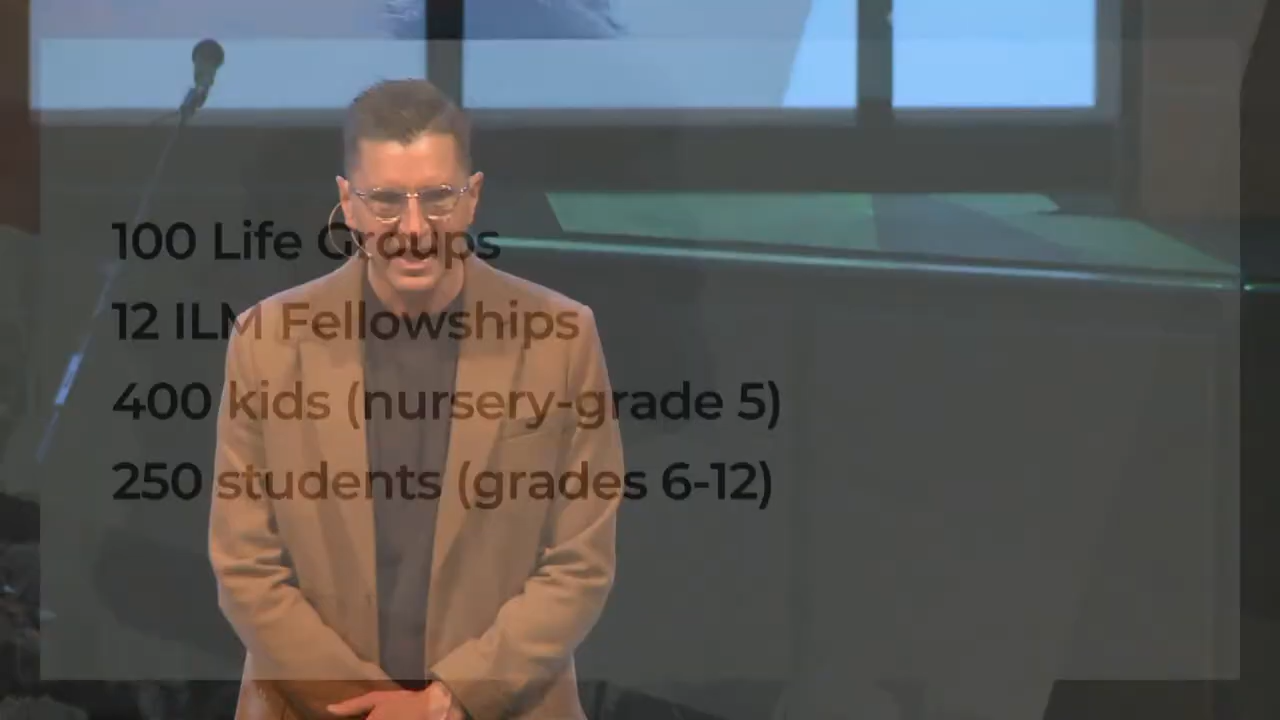 100 Life Groups
12 ILM Fellowships
400 kids (nursery-grade 5)
250 students (grades 6-12)